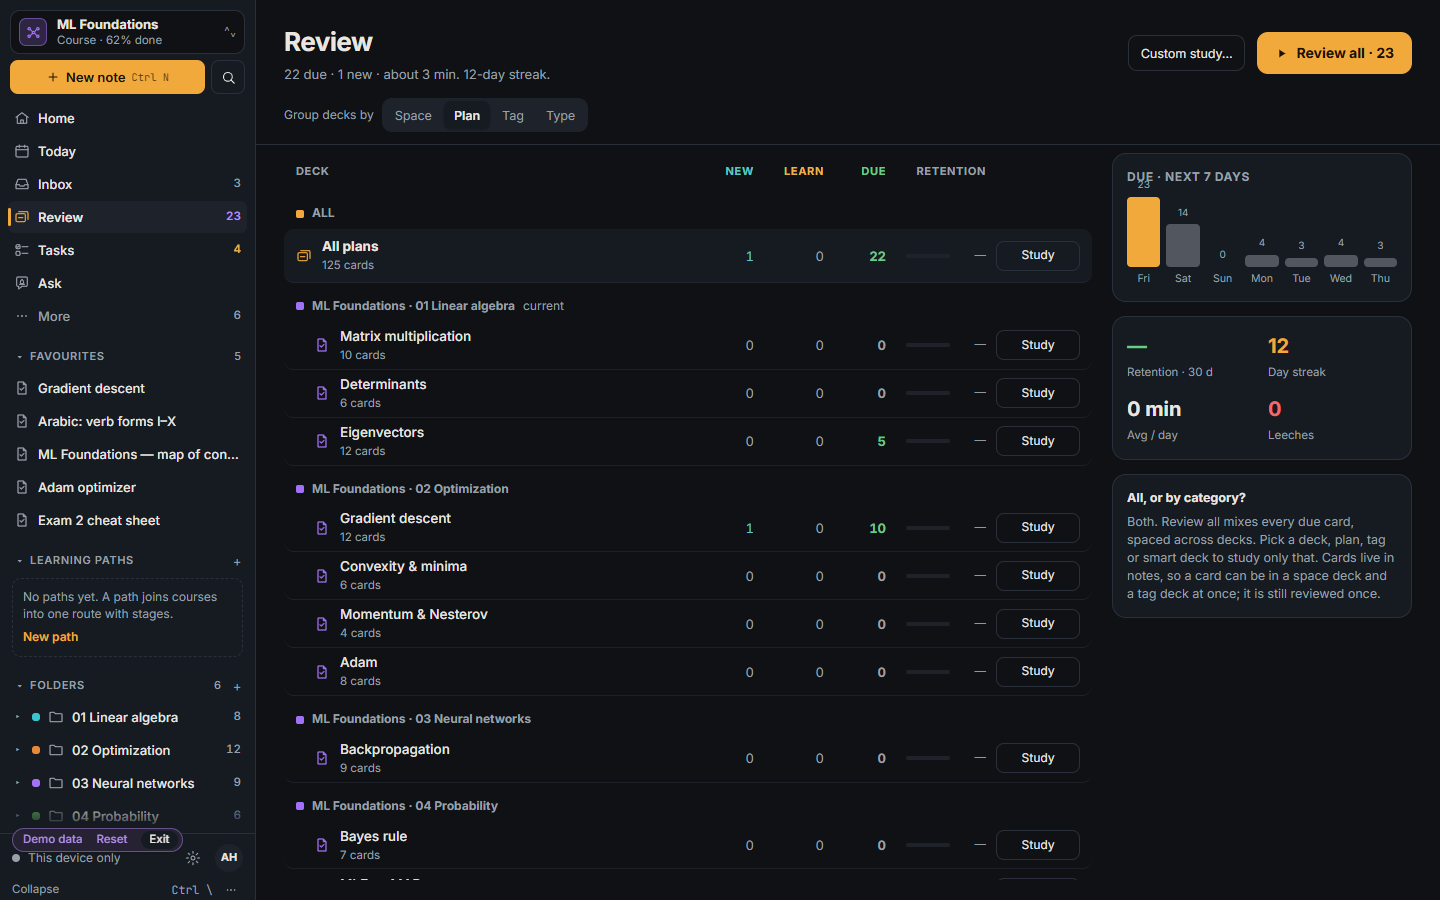 ML Foundations
Course · 62% done
+ New note Ctrl N
Home
Today
Inbox 3
Review 23
Tasks 4
Ask
More 6
FAVOURITES 5
Gradient descent
Arabic: verb forms I–X
ML Foundations — map of con...
Adam optimizer
Exam 2 cheat sheet
LEARNING PATHS +
No paths yet. A path joins courses
into one route with stages.
New path
FOLDERS 6 +
01 Linear algebra 8
02 Optimization 12
03 Neural networks 9
04 Probability 6
Demo data Reset Exit
This device only AH
Collapse Ctrl \ ...
Review
22 due · 1 new · about 3 min. 12-day streak.
Custom study...
Review all · 23
Group decks by Space Plan Tag Type
DECK NEW LEARN DUE RETENTION
ALL
All plans
125 cards
1 0 22 — Study
ML Foundations · 01 Linear algebra current
Matrix multiplication
10 cards
0 0 0 — Study
Determinants
6 cards
0 0 0 — Study
Eigenvectors
12 cards
0 0 5 — Study
ML Foundations · 02 Optimization
Gradient descent
12 cards
1 0 10 — Study
Convexity & minima
6 cards
0 0 0 — Study
Momentum & Nesterov
4 cards
0 0 0 — Study
Adam
8 cards
0 0 0 — Study
ML Foundations · 03 Neural networks
Backpropagation
9 cards
0 0 0 — Study
ML Foundations · 04 Probability
Bayes rule
7 cards
0 0 0 — Study
DUE · NEXT 7 DAYS
23 14 0 4 3 4 3
Fri Sat Sun Mon Tue Wed Thu
— 12
Retention · 30 d Day streak
0 min 0
Avg / day Leeches
All, or by category?
Both. Review all mixes every due card,
spaced across decks. Pick a deck, plan, tag
or smart deck to study only that. Cards live in
notes, so a card can be in a space deck and
a tag deck at once; it is still reviewed once.